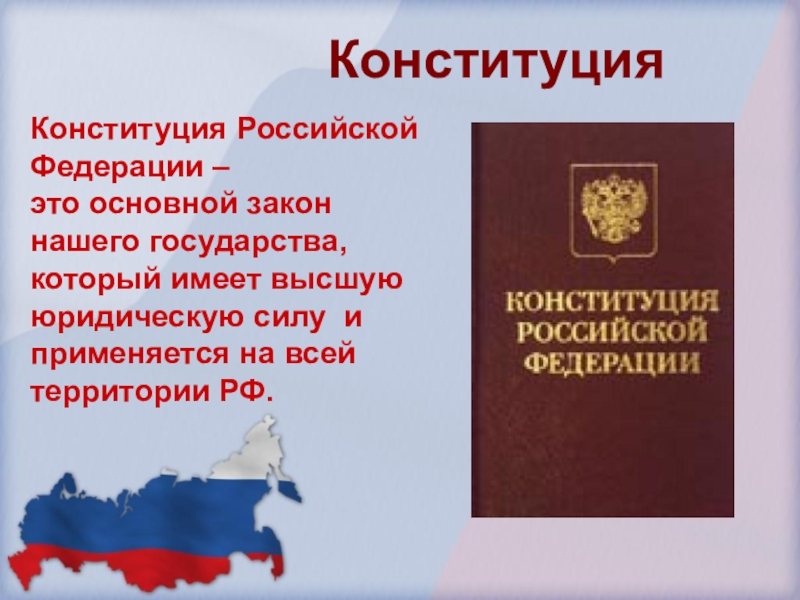 Конституция
Конституция Российской
Федерации –
это основной закон
нашего государства,
который имеет высшую
юридическую силу  и
применяется на всей
территории РФ.
КОНСТИТУЦИЯ
РОССИЙСКОЙ
ФЕДЕРАЦИИ